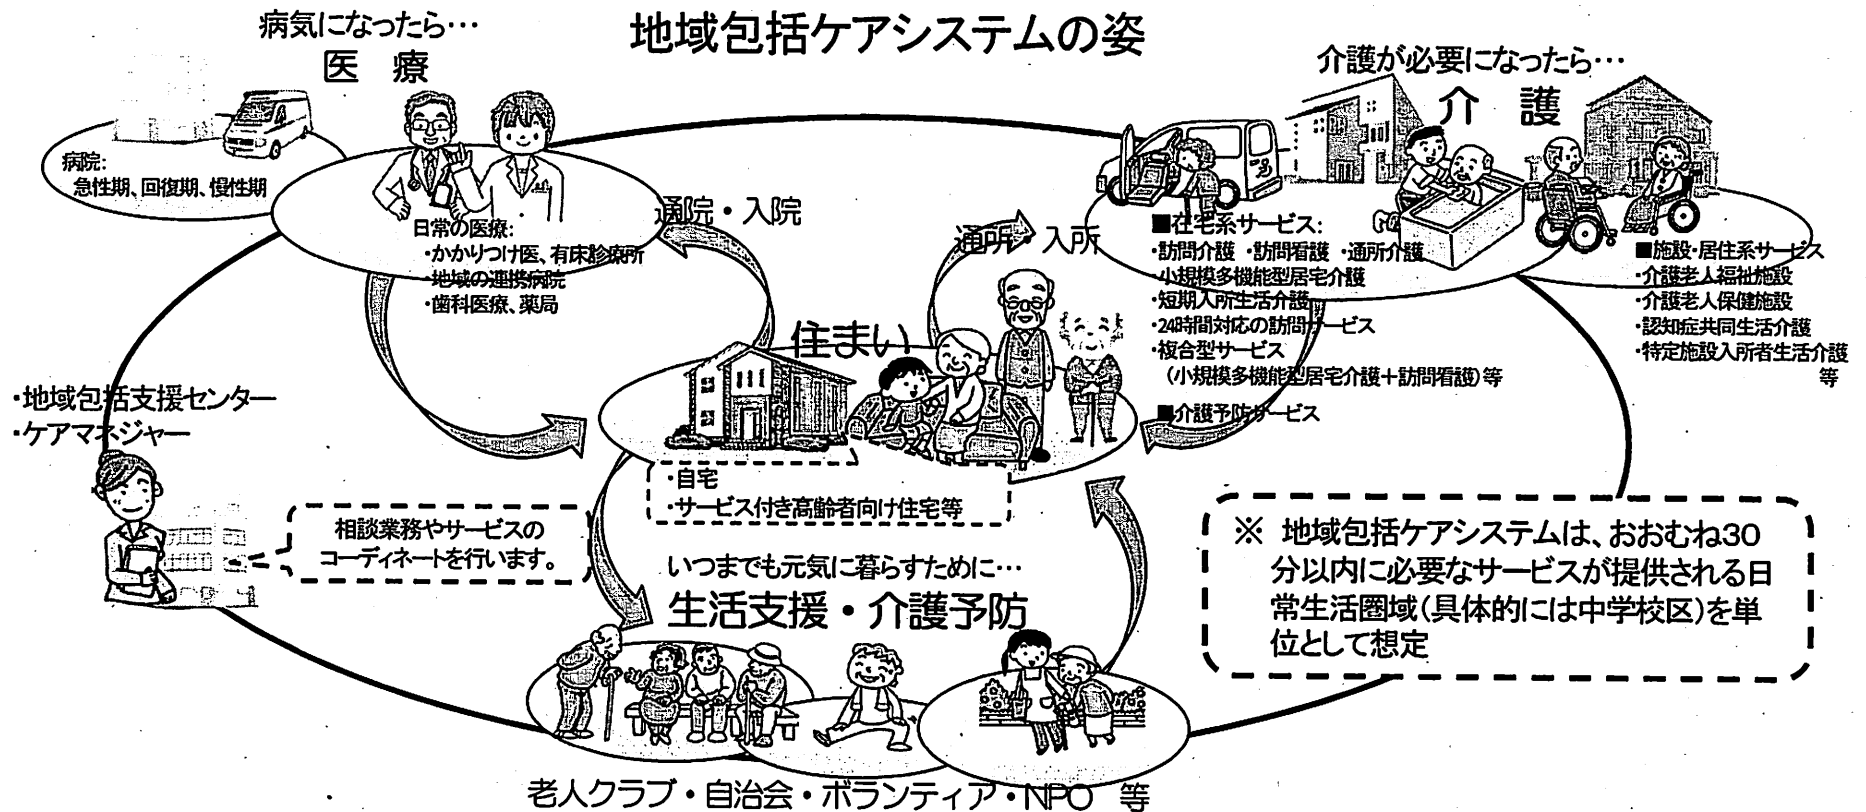 地域包括ケアシステムの姿
病気になったら…
医 療
病院:
急性期、回復期、慢性期
日常の医療:
・かかりつけ医、有床診療所
・地域の連携病院
・歯科医療、薬局
通院・入院
通所・入所
介護が必要になったら…
介 護
■在宅系サービス:
・訪問介護 ・訪問看護 ・通所介護
・小規模多機能型居宅介護
・短期入所生活介護
・24時間対応の訪問サービス
・複合型サービス
（小規模多機能型居宅介護+訪問看護）等
■介護予防サービス
■施設・居住系サービス
・介護老人福祉施設
・介護老人保健施設
・認知症共同生活介護
・特定施設入所者生活介護
等
住まい
・自宅
・サービス付き高齢者向け住宅等
・地域包括支援センター
・ケアマネジャー
相談業務やサービスの
コーディネートを行います。
いつまでも元気に暮らすために…
生活支援・介護予防
老人クラブ・自治会・ボランティア・NPO 等
※ 地域包括ケアシステムは、おおむね30
分以内に必要なサービスが提供される日
常生活圏域（具体的には中学校区）を単
位として想定